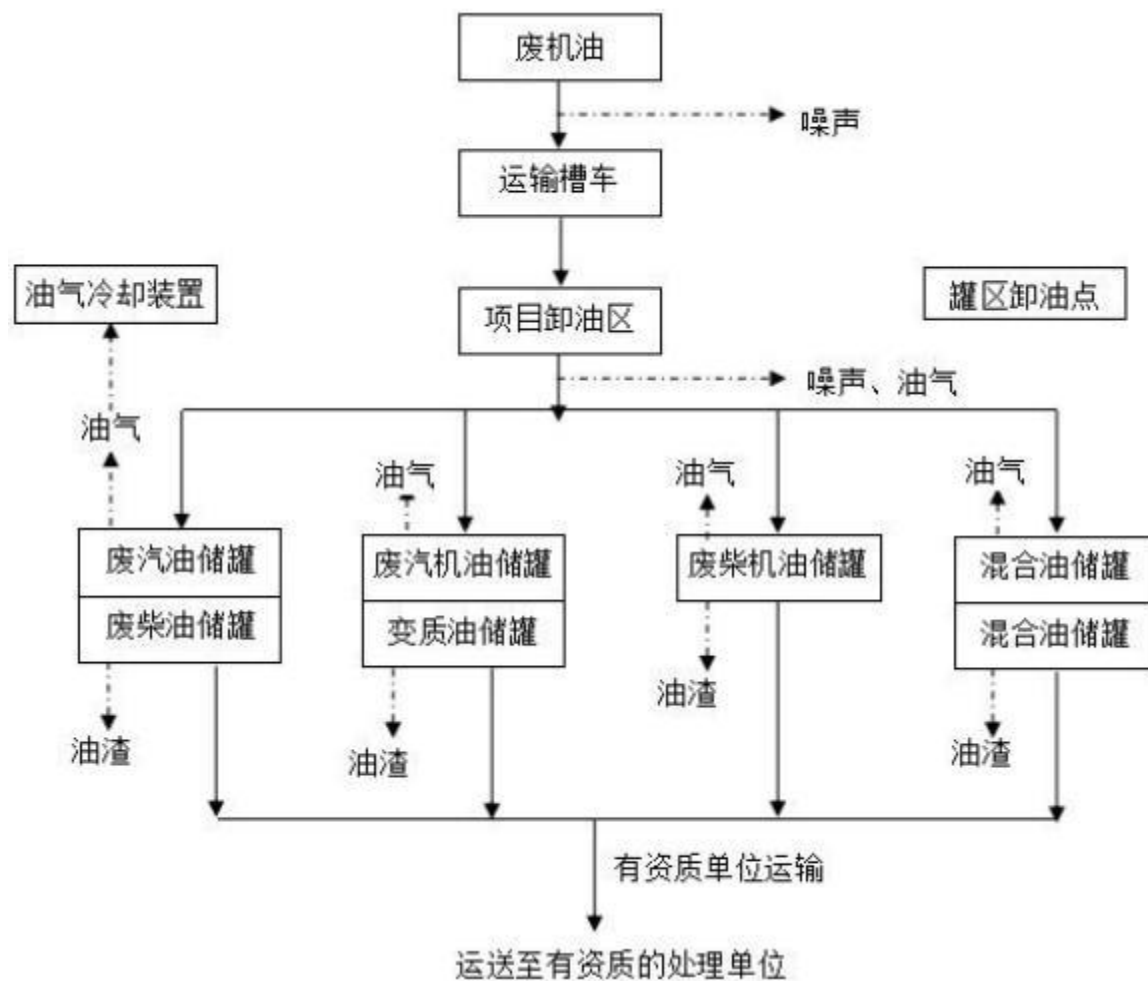 废机油
噪声
运输槽车
油气冷却装置
项目卸油区
罐区卸油点
噪声、油气
油气
油气
油气
油气
废汽油储罐
废柴油储罐
废汽机油储罐
变质油储罐
废柴机油储罐
混合油储罐
混合油储罐
油渣
油渣
油渣
油渣
有资质单位运输
运送至有资质的处理单位